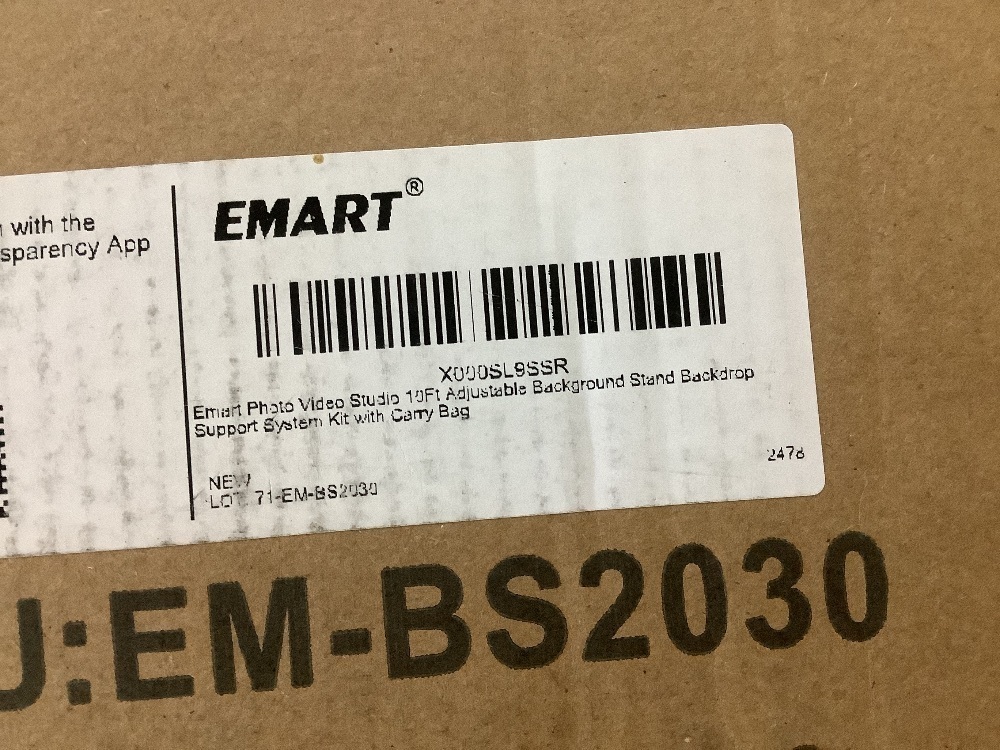 with the
sparency App
EMART®
X000SL9SSR
Emart Photo Video Studio 10Ft Adjustable Background Stand Backdrop
Support System Kit with Carry Bag
NEW
LOT 71-EM-BS2030
2478
U:EM-BS2030